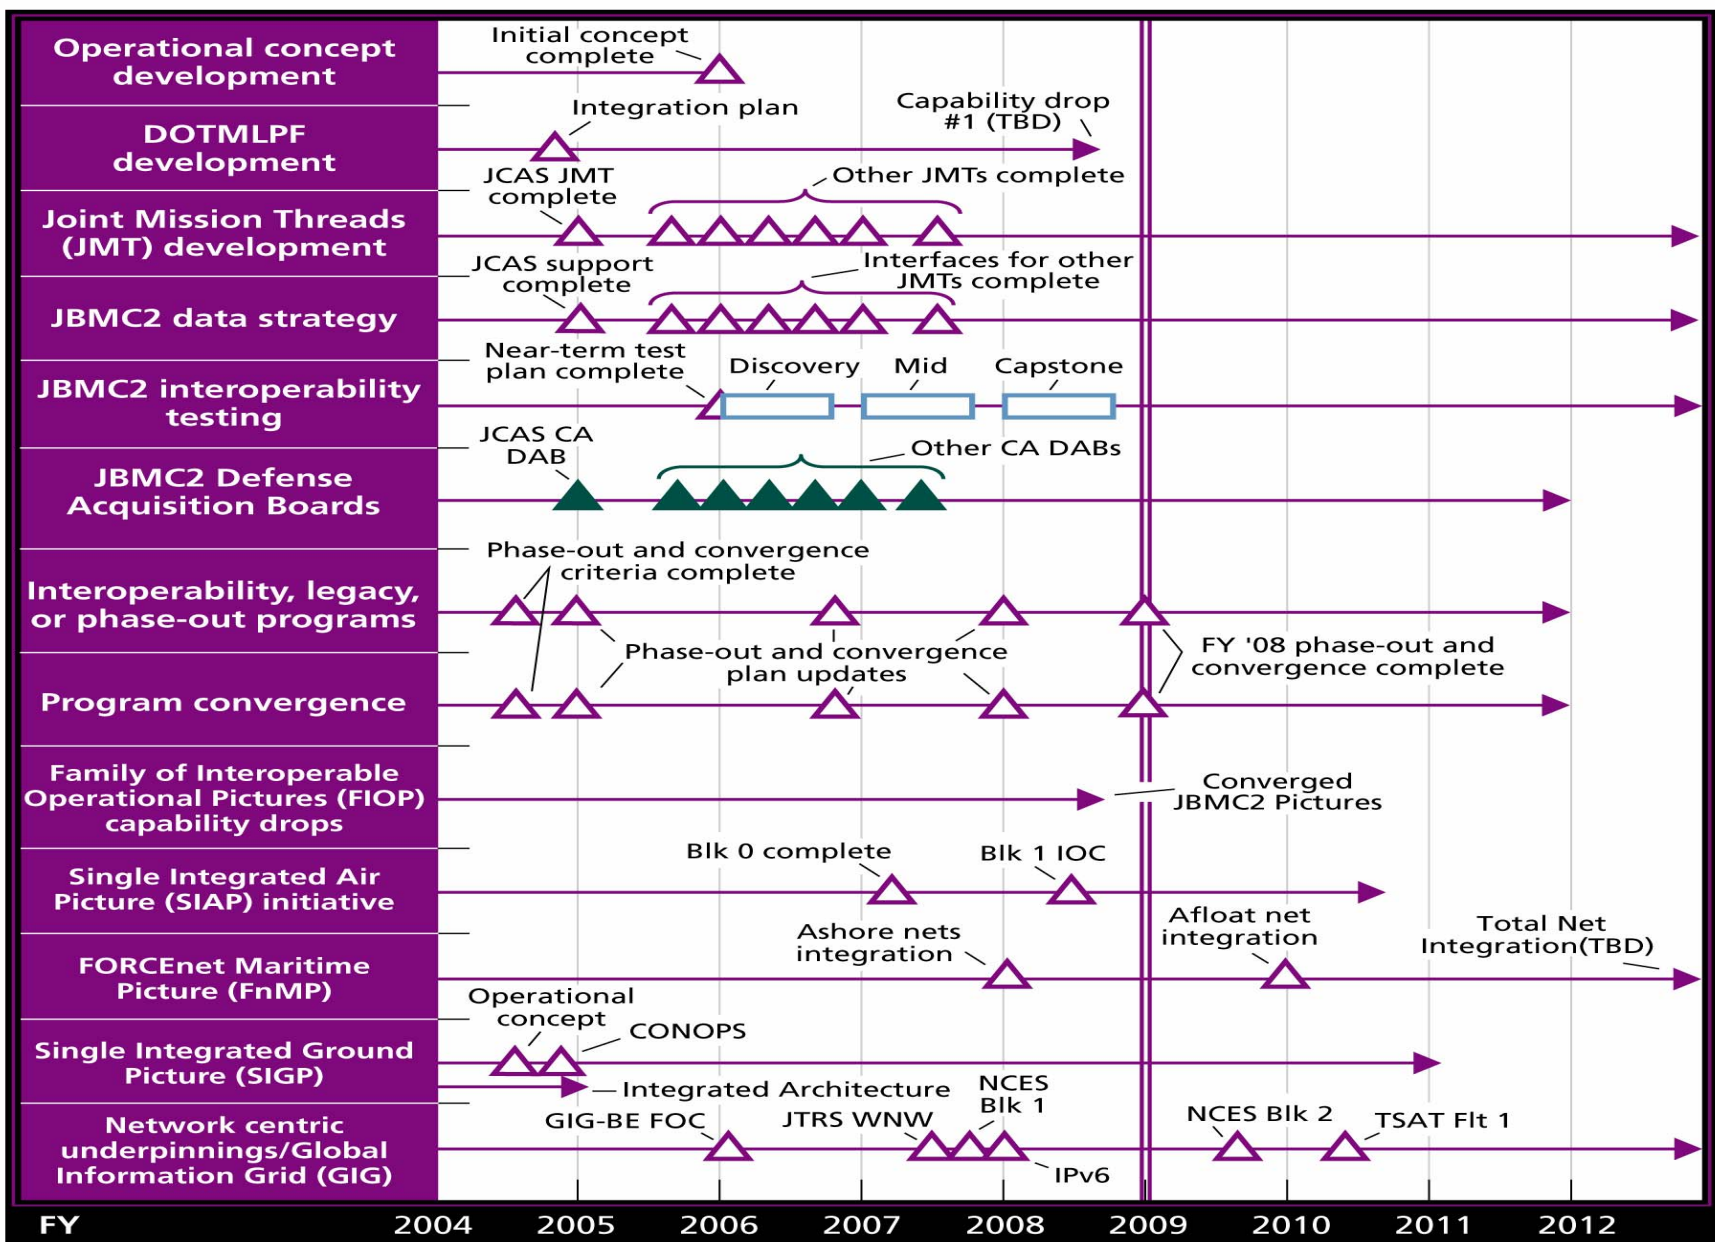 Operational concept
development
Initial concept
complete
DOTMLPF
development
Integration plan
Capability drop
#1 (TBD)
Joint Mission Threads
(JMT) development
JCAS JMT
complete
Other JMTs complete
JBMC2 data strategy
JCAS support
complete
Interfaces for other
JMTs complete
JBMC2 interoperability
testing
Near-term test
plan complete
Discovery
Mid
Capstone
JBMC2 Defense
Acquisition Boards
JCAS CA
DAB
Other CA DABs
Interoperability, legacy,
or phase-out programs
Phase-out and convergence
criteria complete
Phase-out and convergence
plan updates
FY '08 phase-out and
convergence complete
Program convergence
Family of Interoperable
Operational Pictures (FIOP)
capability drops
Converged
JBMC2 Pictures
Single Integrated Air
Picture (SIAP) initiative
Blk 0 complete
Blk 1 IOC
FORCEnet Maritime
Picture (FnMP)
Ashore nets
integration
Afloat net
integration
Total Net
Integration(TBD)
Single Integrated Ground
Picture (SIGP)
Operational
concept
CONOPS
Integrated Architecture
Network centric
underpinnings/Global
Information Grid (GIG)
GIG-BE FOC
JTRS WNW
NCES
Blk 1
IPv6
NCES Blk 2
TSAT Flt 1
FY 2004 2005 2006 2007 2008 2009 2010 2011 2012